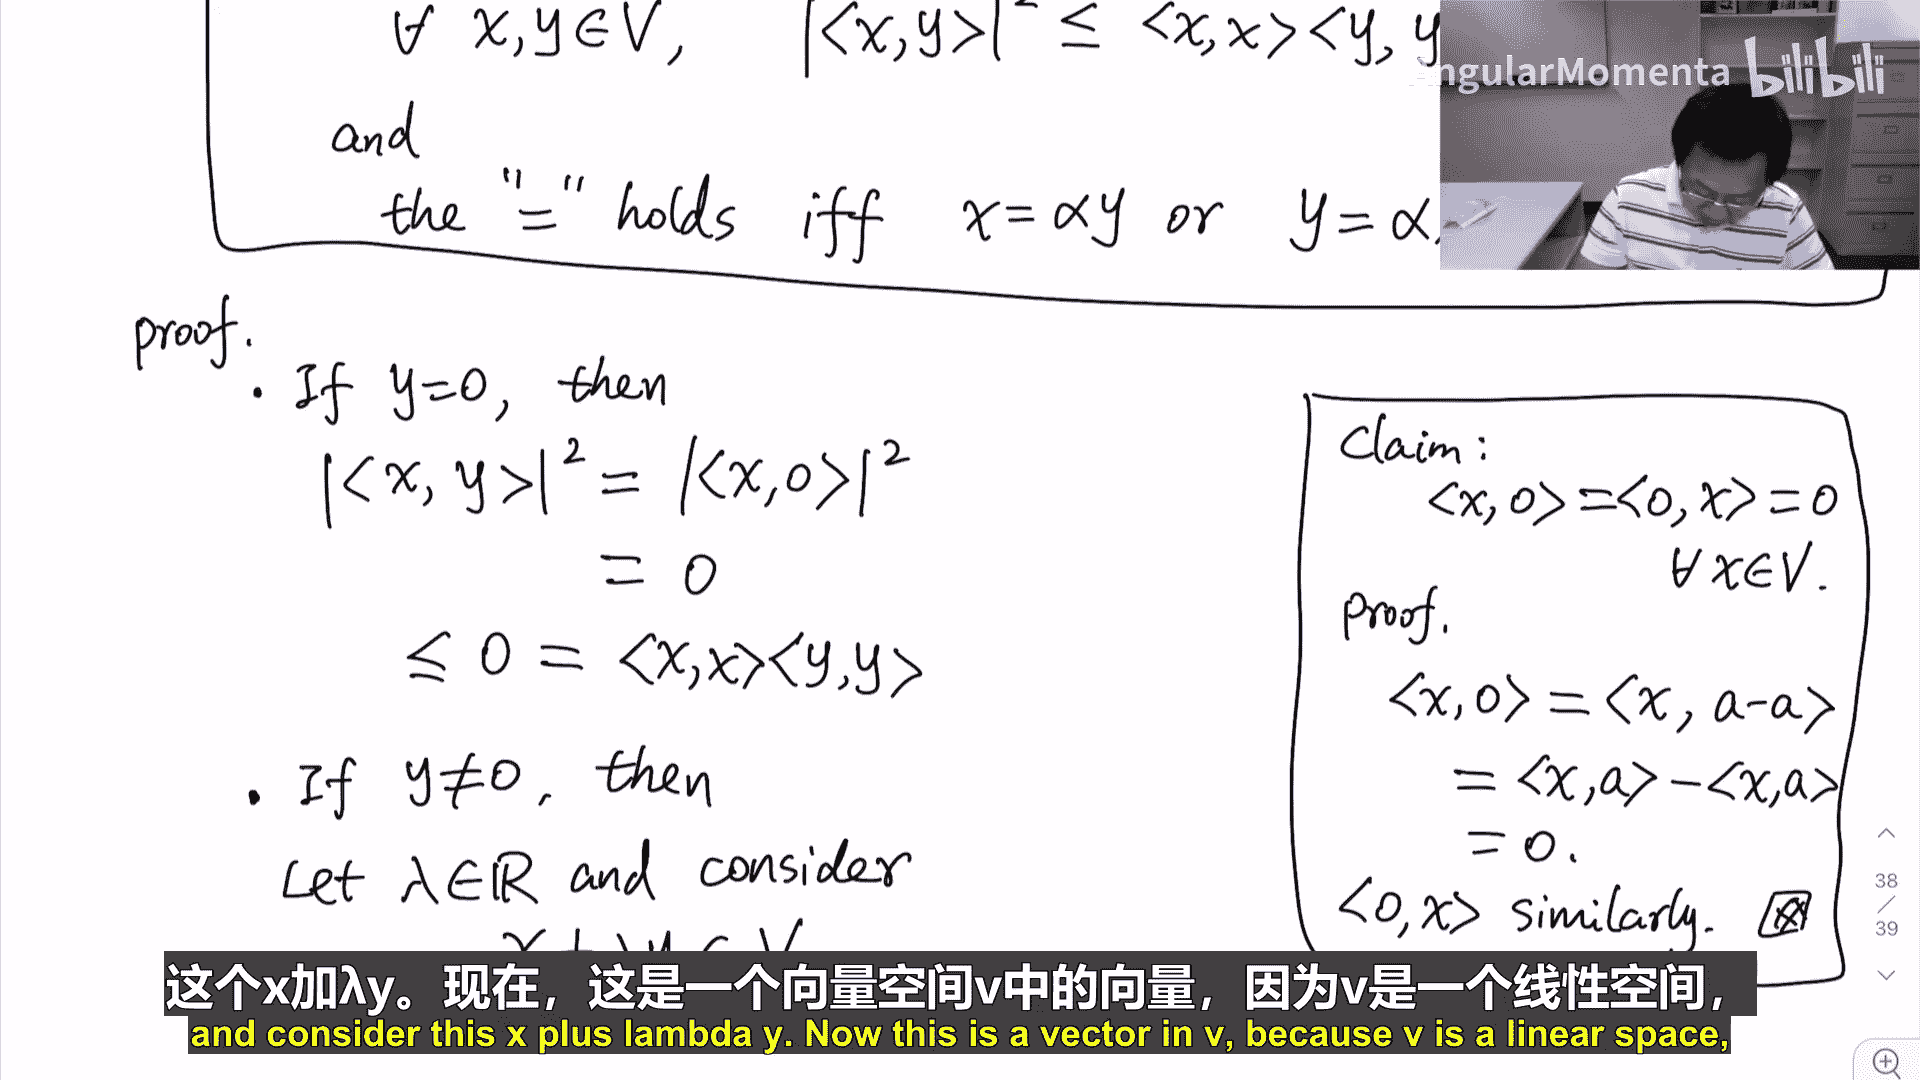 ∀ x,y∈V, |<x,y>|² ≤ <x,x><y, y
and
the "=" holds iff x=αy or y=α
ngularMomenta bilibili
proof.
· If y=0, then
|<x, y>|² = |<x,0>|²
= 0
≤ 0 = <x,x><y,y>
· If y≠0, then
Let λ∈ℝ and consider
x+λy∈V
Claim:
<x,0>=<0,x>=0
∀ x∈V.
Proof.
<x,0> = <x, a-a>
= <x,a>-<x,a>
= 0.
<0,x> similarly.
38
39
这个x加λy。现在，这是一个向量空间v中的向量，因为v是一个线性空间，
and consider this x plus lambda y. Now this is a vector in v, because v is a linear space,